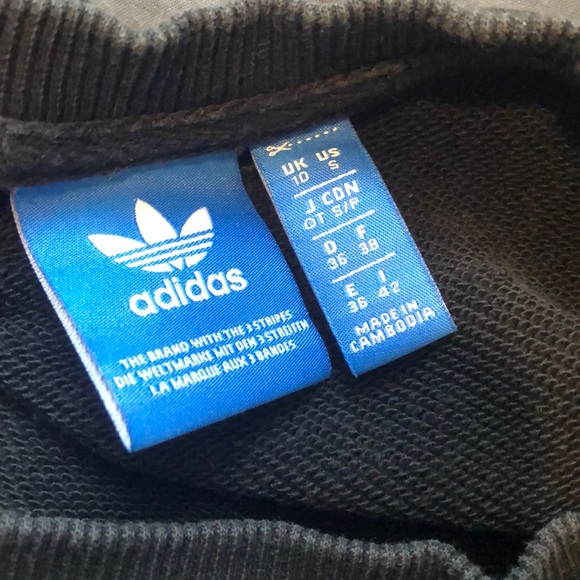 adidas
THE BRAND WITH THE 3 STRIPES
DIE WELTMARKE MIT DEN 3 STREIFEN
LA MARQUE AUX 3 BANDES
UK US
10 S
J CDN
OT S/P
D F
36 38
E I
36 42
MADE IN
CAMBODIA